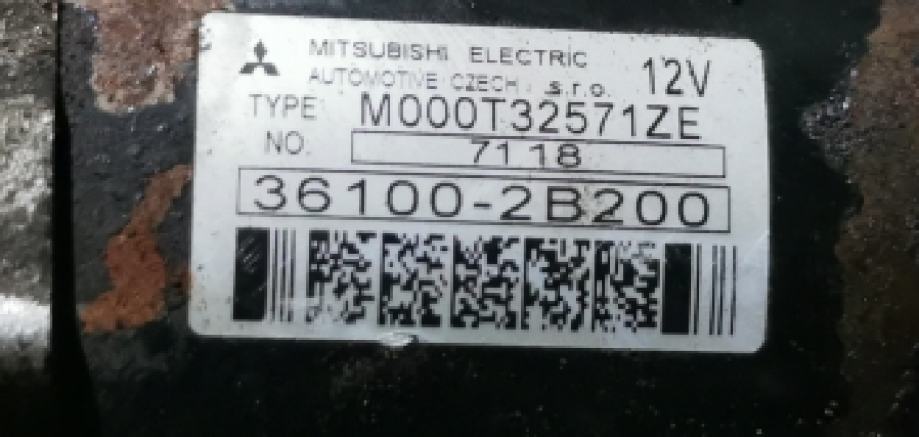 MITSUBISHI ELECTRIC
AUTOMOTIVE CZECH s.r.o. 12V
TYPE M000T32571ZE
NO. 7118
36100-2B200